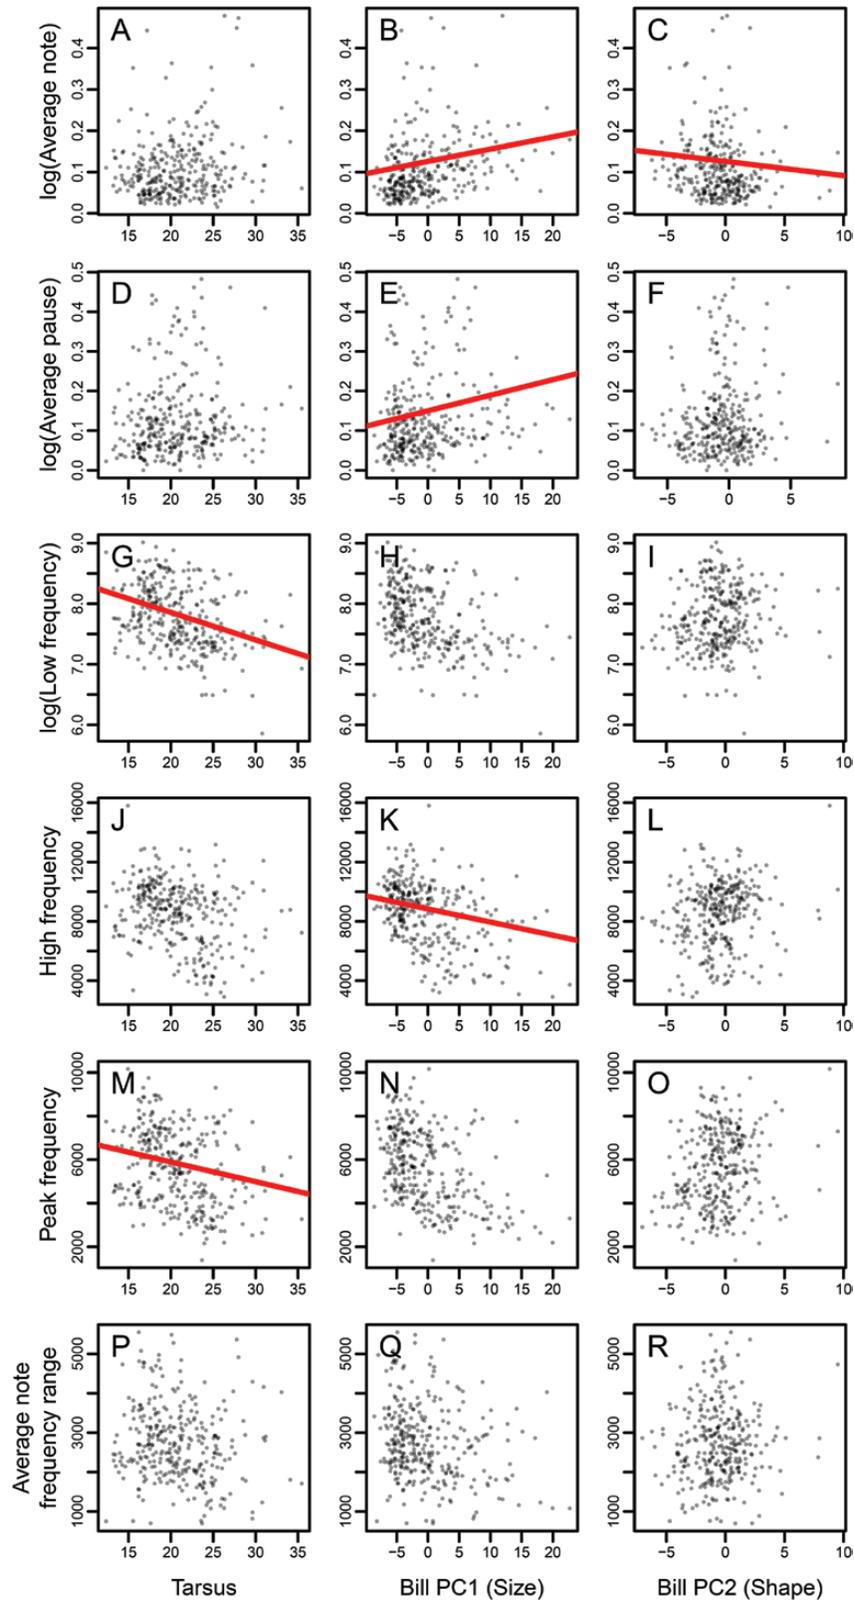 A
B
C
log(Average note)
0.0 0.1 0.2 0.3 0.4
0.0 0.1 0.2 0.3 0.4
0.0 0.1 0.2 0.3 0.4
15 20 25 30 35
−5 0 5 10 15 20
−5 0 5 10
D
E
F
log(Average pause)
0.0 0.1 0.2 0.3 0.4 0.5
0.0 0.1 0.2 0.3 0.4 0.5
0.0 0.1 0.2 0.3 0.4 0.5
15 20 25 30 35
−5 0 5 10 15 20
−5 0 5
G
H
I
log(Low frequency)
6.0 7.0 8.0 9.0
6.0 7.0 8.0 9.0
6.0 7.0 8.0 9.0
15 20 25 30 35
−5 0 5 10 15 20
−5 0 5 10
J
K
L
High frequency
4000 8000 12000 16000
4000 8000 12000 16000
4000 8000 12000 16000
15 20 25 30 35
−5 0 5 10 15 20
−5 0 5 10
M
N
O
Peak frequency
2000 6000 10000
2000 6000 10000
2000 6000 10000
15 20 25 30 35
−5 0 5 10 15 20
−5 0 5 10
P
Q
R
Average note
frequency range
1000 3000 5000
1000 3000 5000
1000 3000 5000
15 20 25 30 35
−5 0 5 10 15 20
−5 0 5 10
Tarsus
Bill PC1 (Size)
Bill PC2 (Shape)